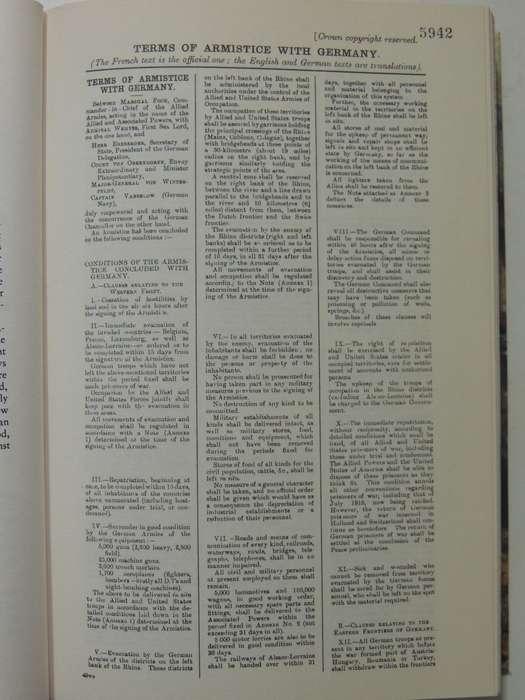 [Crown copyright reserved.
5942
TERMS OF ARMISTICE WITH GERMANY.
(The French text is the official one; the English and German texts are translations).
TERMS OF ARMISTICE
WITH GERMANY.
Between MARSHAL FOCH, Com-
mander-in-Chief of the Allied
Armies, acting in the name of the
Allied and Associated Powers, with
ADMIRAL WEMYSS, First Sea Lord,
on the one hand, and
HERR ERZBERGER, Secretary of
State, President of the German
Delegation,
COUNT VON OBERNDORFF, Envoy
Extraordinary and Minister
Plenipotentiary,
MAJOR-GENERAL VON WINTER-
FELDT,
CAPTAIN VANSELOW (German
Navy),
duly empowered and acting with
the concurrence of the German
Chancellor on the other hand.
An Armistice has been concluded
on the following conditions :—
CONDITIONS OF THE ARMIS-
TICE CONCLUDED WITH
GERMANY.
A.—CLAUSES RELATING TO THE
WESTERN FRONT.
I.—Cessation of hostilities by
land and in the air six hours after
the signing of the Armistice.
II.—Immediate evacuation of
the invaded countries—Belgium,
France, Luxemburg, as well as
Alsace-Lorraine—so ordered as to
be completed within 15 days from
the signature of the Armistice.
German troops which have not
left the above-mentioned territories
within the period fixed shall be
made prisoners of war.
Occupation by the Allied and
United States Forces jointly shall
keep pace with the evacuation in
these areas.
All movements of evacuation and
occupation shall be regulated in
accordance with a Note (Annexe
1) determined at the time of the
signing of the Armistice.
III.—Repatriation, beginning at
once, to be completed within 15 days,
of all inhabitants of the countries
above enumerated (including host-
ages, persons under trial, or con-
demned).
IV.—Surrender in good condition
by the German Armies of the
following equipment :—
5,000 guns (2,500 heavy, 2,500
field).
25,000 machine guns.
3,000 trench mortars.
1,700 aeroplanes (fighters,
bombers—firstly all D.7's and
night-bombing machines).
The above to be delivered in situ
to the Allied and United States
troops in accordance with the de-
tailed conditions laid down in the
Note (Annexe 1) determined at the
time of the signing of the Armistice.
V.—Evacuation by the German
Armies of the districts on the left
bank of the Rhine. These districts
on the left bank of the Rhine shall
be administered by the local
authorities under the control of the
Allied and United States Armies of
Occupation.
The occupation of these territories
by Allied and United States troops
shall be assured by garrisons holding
the principal crossings of the Rhine
(Mainz, Coblenz, Cologne), together
with bridgeheads at these points of
a 30-kilometre (about 19 miles)
radius on the right bank, and by
garrisons similarly holding the
strategic points of the area.
A neutral zone shall be reserved
on the right bank of the Rhine,
between the river and a line drawn
parallel to the bridgeheads and to
the river and 10 kilometres (6½
miles) distant from them, between
the Dutch frontier and the Swiss
frontier.
The evacuation by the enemy of
the Rhine districts (right and left
banks) shall be so ordered as to be
completed within a further period
of 16 days, in all 31 days after the
signing of the Armistice.
All movements of evacuation
and occupation shall be regulated
according to the Note (Annexe 1)
determined at the time of the sign-
ing of the Armistice.
VI.—In all territories evacuated
by the enemy, evacuation of the
inhabitants shall be forbidden; no
damage or harm shall be done to
the persons or property of the
inhabitants.
No person shall be prosecuted for
having taken part in any military
measures previous to the signing of
the Armistice.
No destruction of any kind to be
committed.
Military establishments of all
kinds shall be delivered intact, as
well as military stores, food,
munitions and equipment, which
shall not have been removed
during the periods fixed for
evacuation.
Stores of food of all kinds for the
civil population, cattle, &c., shall be
left in situ.
No measure of a general character
shall be taken, and no official order
shall be given which would have as
a consequence the depreciation of
industrial establishments or a
reduction of their personnel.
VII.—Roads and means of com-
munication of every kind, railroads,
waterways, roads, bridges, tele-
graphs, telephones, shall be in no
manner impaired.
All civil and military personnel
at present employed on them shall
remain.
5,000 locomotives and 150,000
wagons, in good working order,
with all necessary spare parts and
fittings, shall be delivered to the
Associated Powers within the
period fixed in Annexe No. 2 (not
exceeding 31 days in all).
5,000 motor lorries are also to be
delivered in good condition within
36 days.
The railways of Alsace-Lorraine
shall be handed over within 31
days, together with all personnel
and material belonging to the
organisation of this system.
Further, the necessary working
material in the territories on the
left bank of the Rhine shall be left
in situ.
All stores of coal and material
for the upkeep of permanent way,
signals and repair shops shall be
left in situ and kept in an efficient
state by Germany, so far as the
working of the means of communi-
cation on the left bank of the Rhine
is concerned.
All lighters taken from the
Allies shall be restored to them.
The Note attached as Annexe 2
defines the details of these
measures.
VIII.—The German Command
shall be responsible for revealing
within 48 hours after the signing
of the Armistice, all mines or
delay-action fuses disposed on ter-
ritories evacuated by the German
troops, and shall assist in their
discovery and destruction.
The German Command shall also
reveal all destructive measures that
may have been taken (such as
poisoning or pollution of wells,
springs, &c.).
Breaches of these clauses will
involve reprisals.
IX.—The right of requisition
shall be exercised by the Allied
and United States armies in all
occupied territories, save for settle-
ment of accounts with authorised
persons.
The upkeep of the troops of
occupation in the Rhine districts
(excluding Alsace-Lorraine) shall
be charged to the German Govern-
ment.
X.—The immediate repatriation,
without reciprocity, according to
detailed conditions which shall be
fixed, of all Allied and United
States prisoners of war, including
those under trial and condemned.
The Allied Powers and the United
States of America shall be able to
dispose of these prisoners as they
think fit. This condition annuls
all other conventions regarding
prisoners of war, including that of
July, 1918, now being ratified.
However, the return of German
prisoners of war interned in
Holland and Switzerland shall con-
tinue as heretofore. The return of
German prisoners of war shall be
settled at the conclusion of the
Peace preliminaries.
XI.—Sick and wounded who
cannot be removed from territory
evacuated by the German forces
shall be cared for by German per-
sonnel, who shall be left on the spot
with the material required.
B.—CLAUSES RELATING TO THE
EASTERN FRONTIERS OF GERMANY.
XII.—All German troops at pres-
ent in any territory which before
the war formed part of Austria-
Hungary, Roumania or Turkey,
shall withdraw within the frontiers